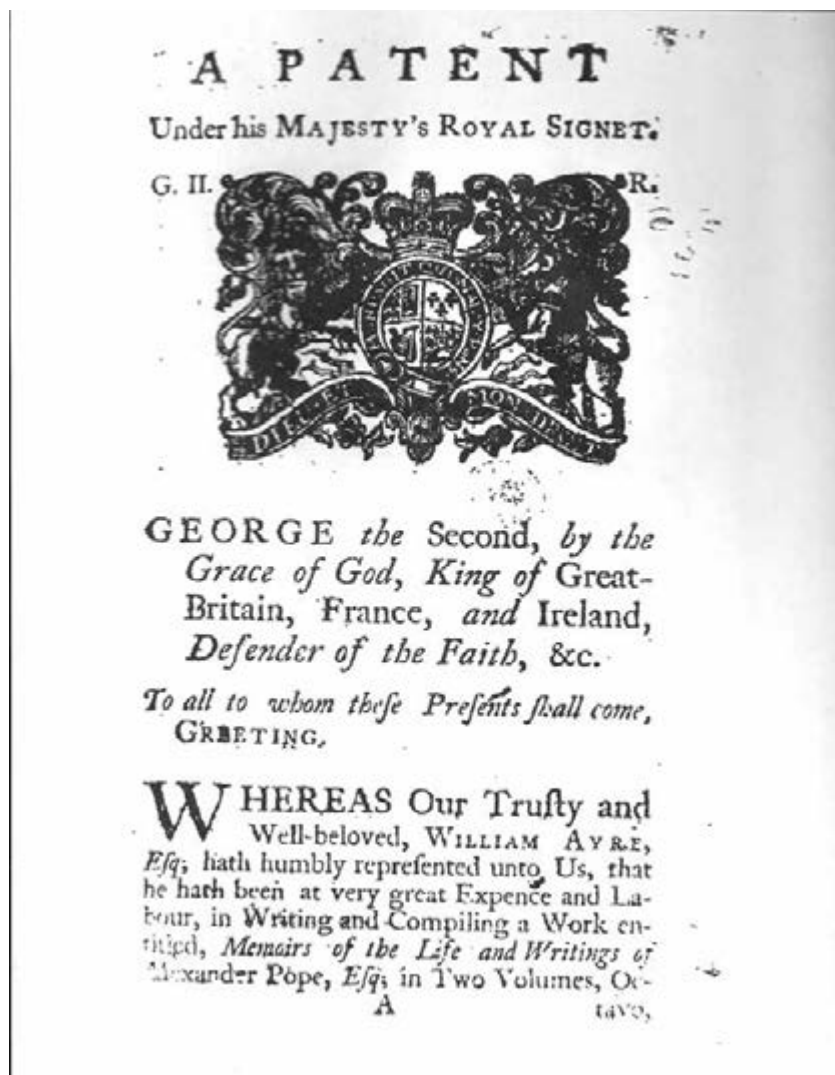 A PATENT
Under his MAJESTY's ROYAL SIGNET.
G. II. R.
DIEU ET MON DROIT
GEORGE the Second, by the
Grace of God, King of Great-
Britain, France, and Ireland,
Defender of the Faith, &c.
To all to whom theſe Preſents ſhall come,
GREETING.
WHEREAS Our Truſty and
Well-beloved, WILLIAM AYRE,
Eſq; hath humbly repreſented unto Us, that
he hath been at very great Expence and La-
bour, in Writing and Compiling a Work en-
titled, Memoirs of the Life and Writings of
Alexander Pope, Eſq; in Two Volumes, Oc-
A tavo,